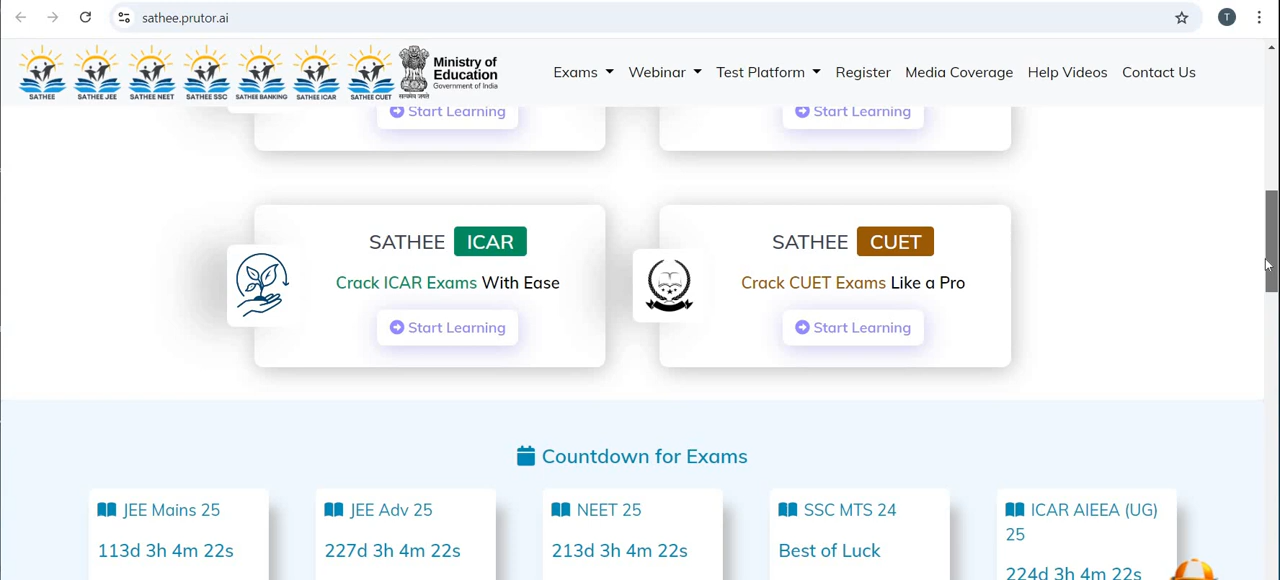 sathee.prutor.ai
T
SATHEE
SATHEE JEE
SATHEE NEET
SATHEE SSC
SATHEE BANKING
SATHEE ICAR
SATHEE CUET
सत्यमेव जयते
Ministry of
Education
Government of India
Exams Webinar Test Platform Register Media Coverage Help Videos Contact Us
Start Learning
Start Learning
SATHEE ICAR
Crack ICAR Exams With Ease
Start Learning
SATHEE CUET
Crack CUET Exams Like a Pro
Start Learning
Countdown for Exams
JEE Mains 25
113d 3h 4m 22s
JEE Adv 25
227d 3h 4m 22s
NEET 25
213d 3h 4m 22s
SSC MTS 24
Best of Luck
ICAR AIEEA (UG)
25
224d 3h 4m 22s